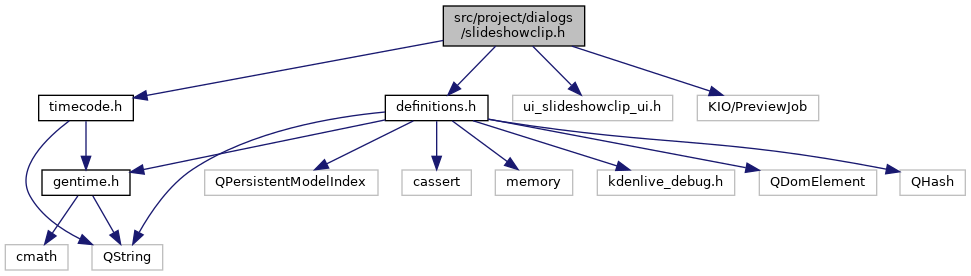 src/project/dialogs
/slideshowclip.h
timecode.h
definitions.h
ui_slideshowclip_ui.h
KIO/PreviewJob
gentime.h
QPersistentModelIndex
cassert
memory
kdenlive_debug.h
QDomElement
QHash
cmath
QString